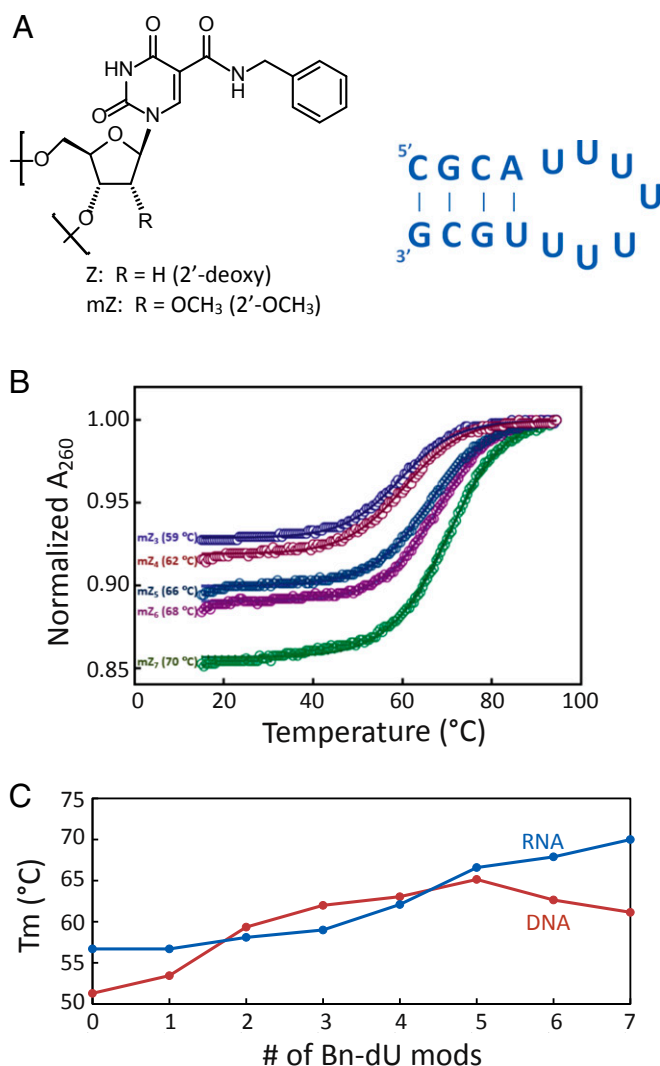 A
O
O
HN
N
H
O
N
O
O
O
R
Z: R = H (2'-deoxy)
mZ: R = OCH₃ (2'-OCH₃)
5' C G C A U U U U
U
3' G C G U U U U
B
Normalized A₂₆₀
1.00
0.95
0.90
0.85
mZ₃ (59 °C)
mZ₄ (62 °C)
mZ₅ (66 °C)
mZ₆ (68 °C)
mZ₇ (70 °C)
0 20 40 60 80 100
Temperature (°C)
C
Tm (°C)
75
70
65
60
55
50
RNA
DNA
0 1 2 3 4 5 6 7
# of Bn-dU mods